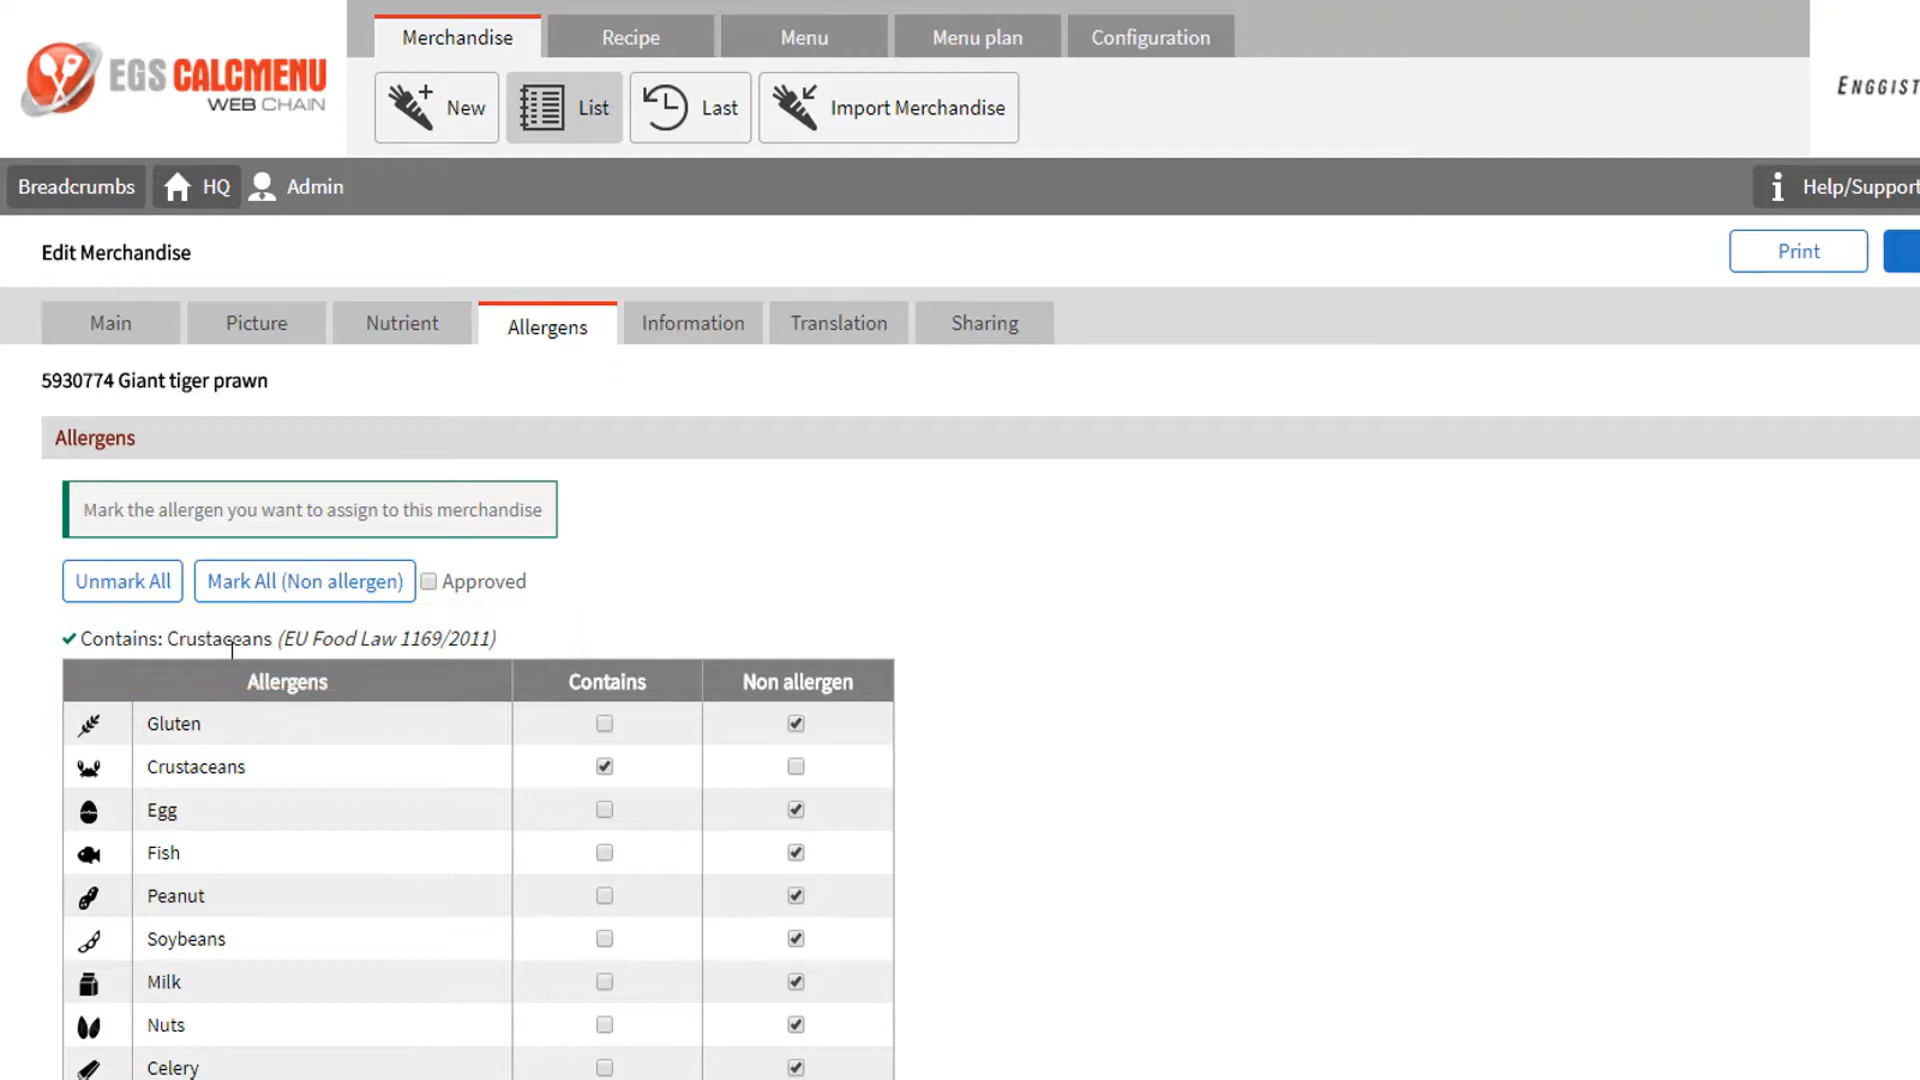 Merchandise Recipe Menu Menu plan Configuration
EGS CALCMENU
WEB CHAIN
New List Last Import Merchandise
ENGGIST
Breadcrumbs HQ Admin Help/Support
Edit Merchandise Print
Main Picture Nutrient Allergens Information Translation Sharing
5930774 Giant tiger prawn
Allergens
Mark the allergen you want to assign to this merchandise
Unmark All Mark All (Non allergen) Approved
Contains: Crustaceans (EU Food Law 1169/2011)
Allergens Contains Non allergen
Gluten
Crustaceans
Egg
Fish
Peanut
Soybeans
Milk
Nuts
Celery